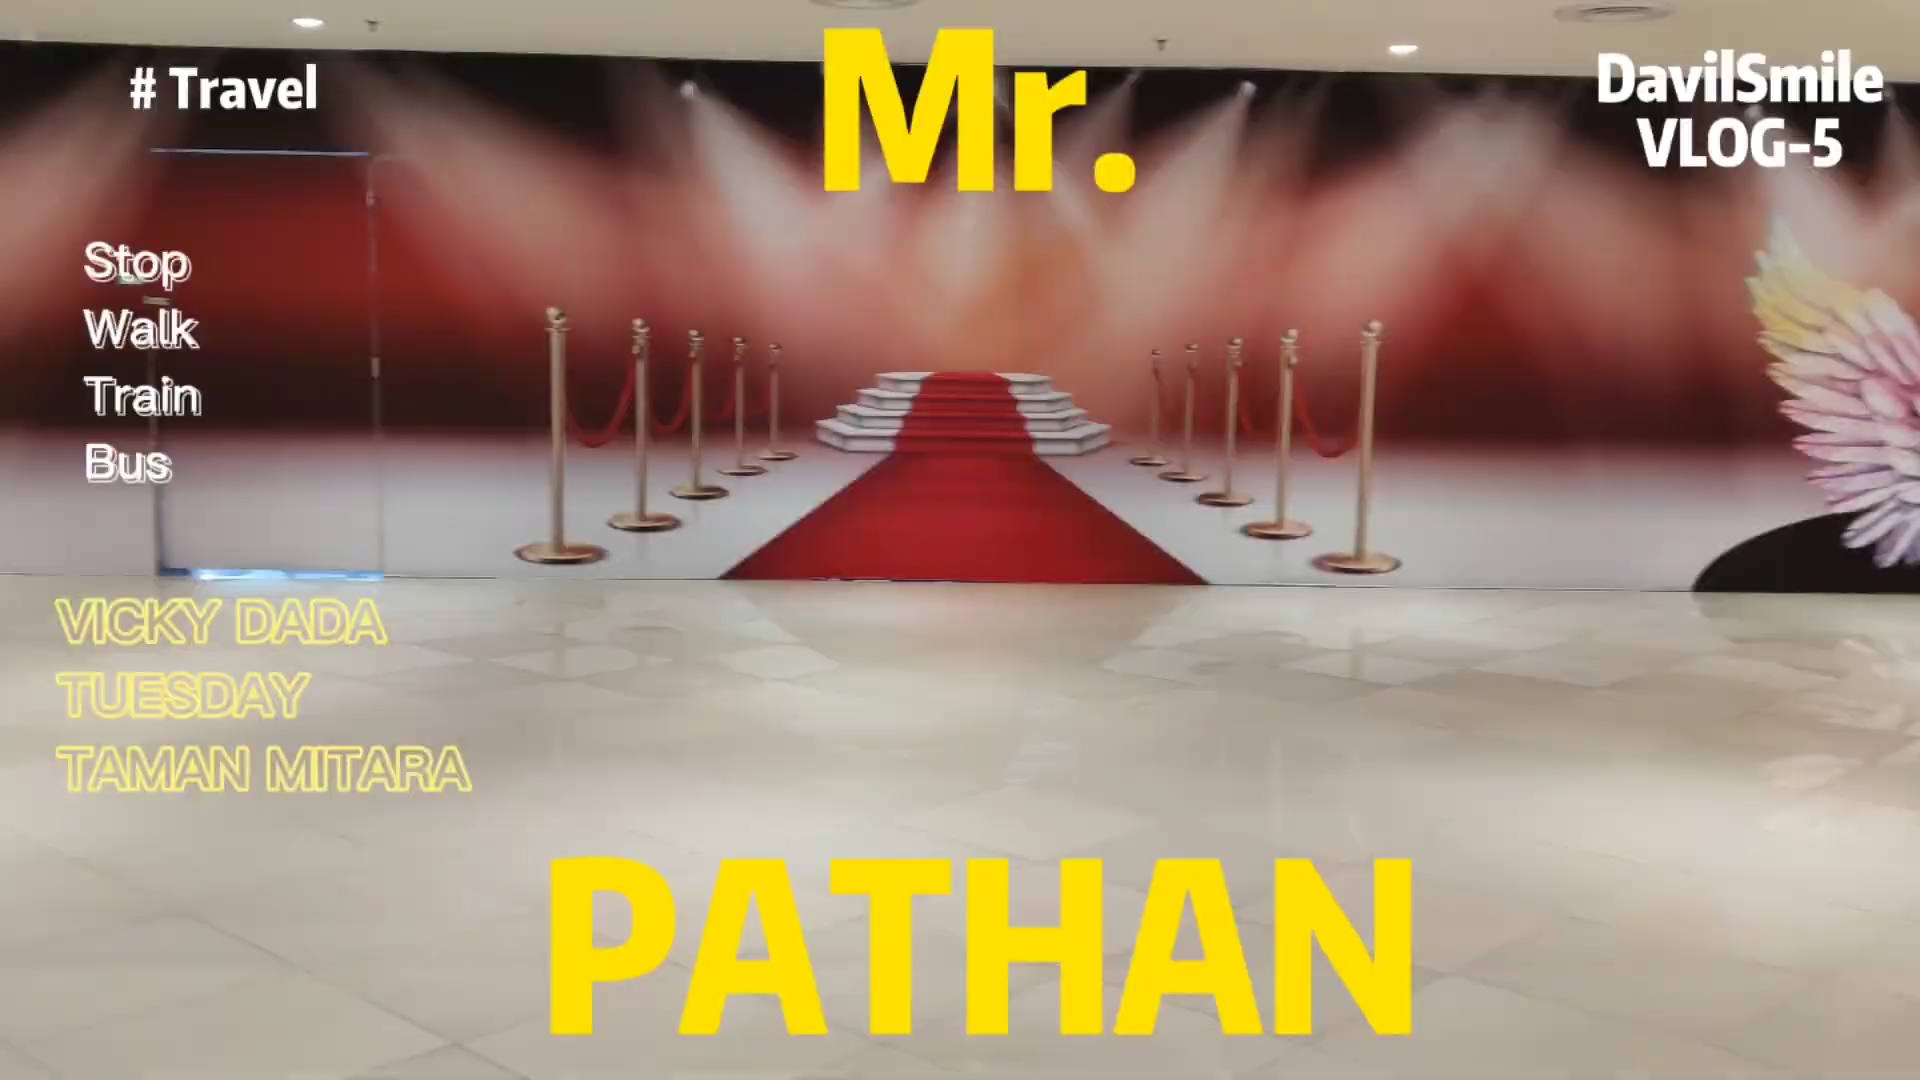 # Travel
Mr.
DavilSmile
VLOG-5
Stop
Walk
Train
Bus
VICKY DADA
TUESDAY
TAMAN MITARA
PATHAN